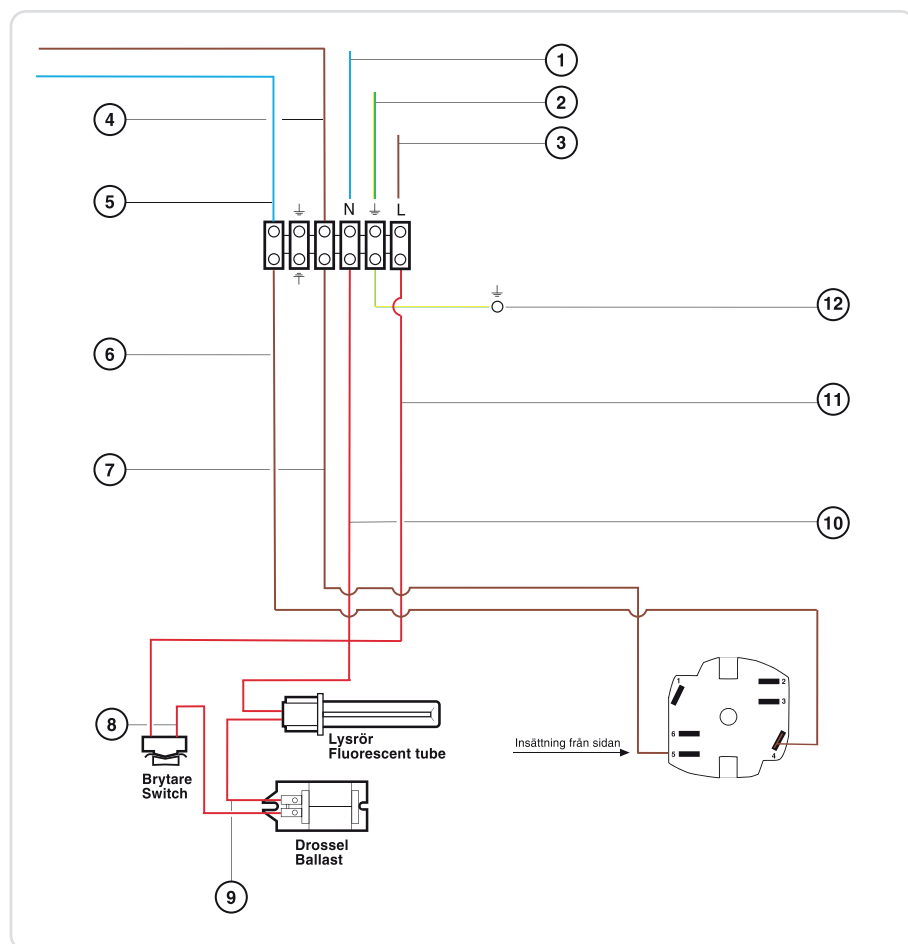 1
2
3
4
5
N
L
12
6
11
7
10
1
2
3
6
5
4
Insättning från sidan
8
Lysrör
Fluorescent tube
Brytare
Switch
Drossel
Ballast
9